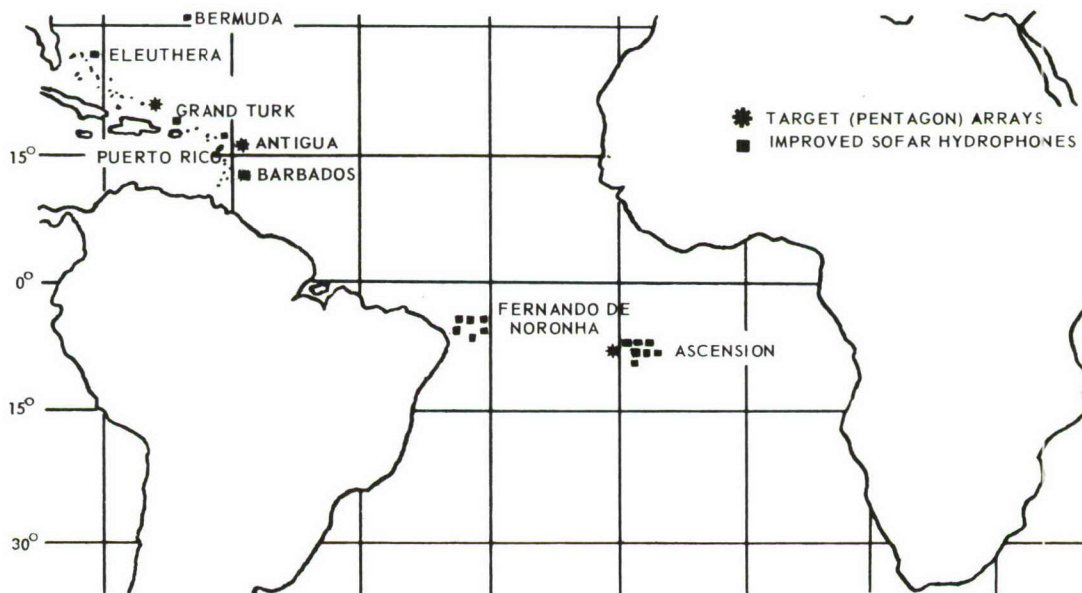 BERMUDA
ELEUTHERA
GRAND TURK
ANTIGUA
PUERTO RICO
BARBADOS
TARGET (PENTAGON) ARRAYS
IMPROVED SOFAR HYDROPHONES
15°
0°
FERNANDO DE
NORONHA
ASCENSION
15°
30°